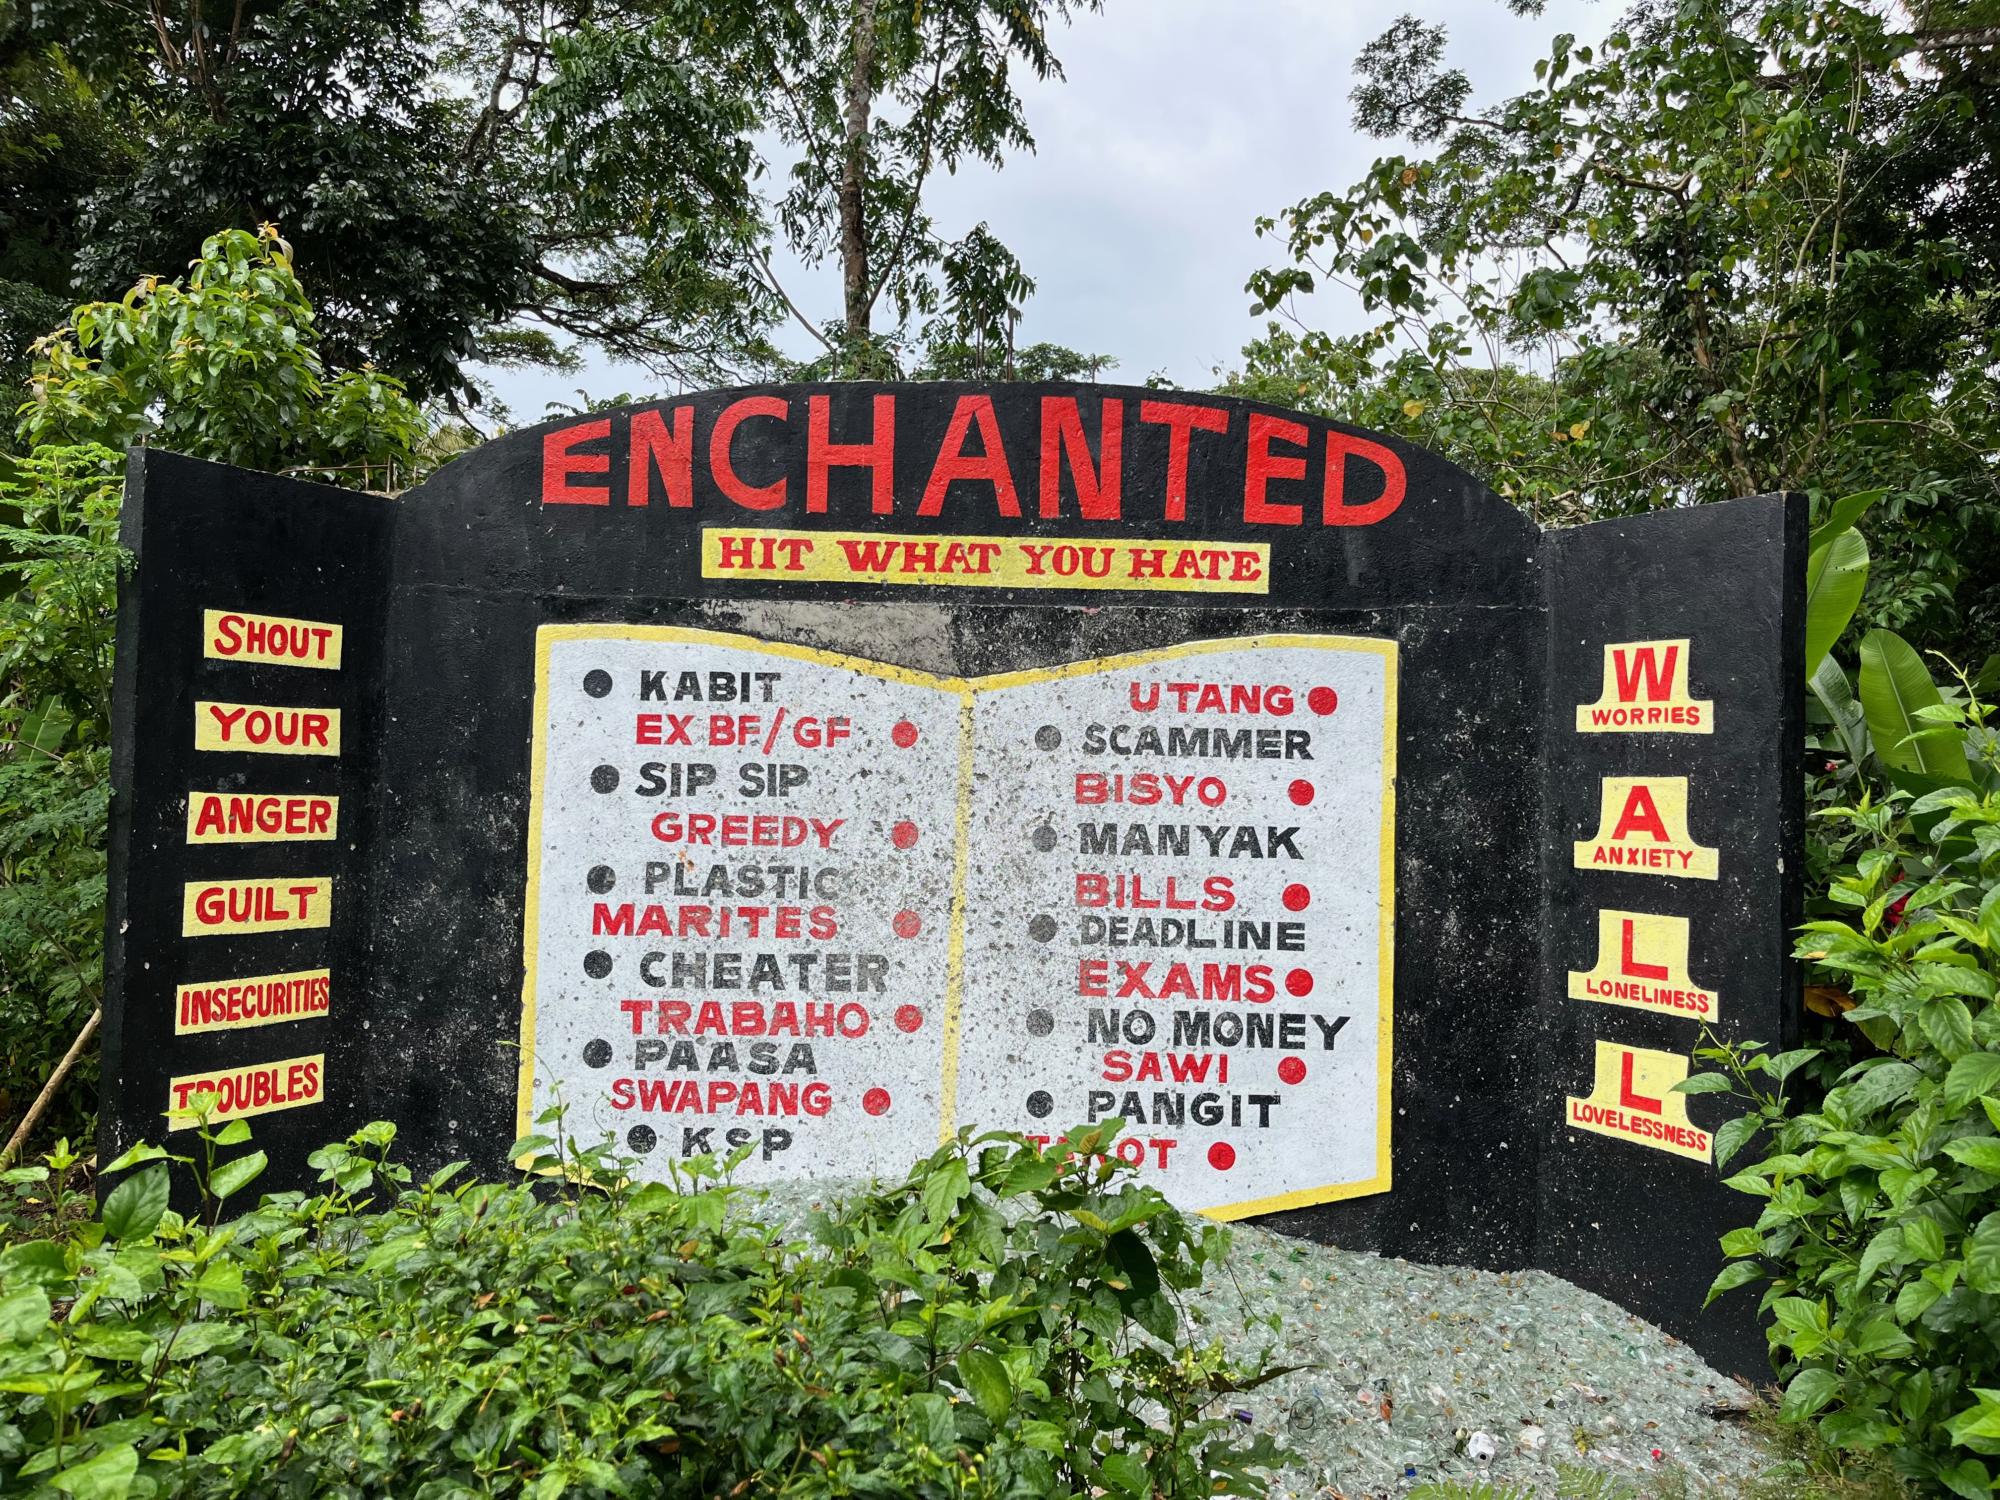 ENCHANTED
HIT WHAT YOU HATE
SHOUT
YOUR
ANGER
GUILT
INSECURITIES
TROUBLES
KABIT
EX BF/GF
SIP SIP
GREEDY
PLASTIC
MARITES
CHEATER
TRABAHO
PAASA
SWAPANG
KSP
UTANG
SCAMMER
BISYO
MANYAK
BILLS
DEADLINE
EXAMS
NO MONEY
SAWI
PANGIT
W
WORRIES
A
ANXIETY
L
LONELINESS
L
LOVELESSNESS